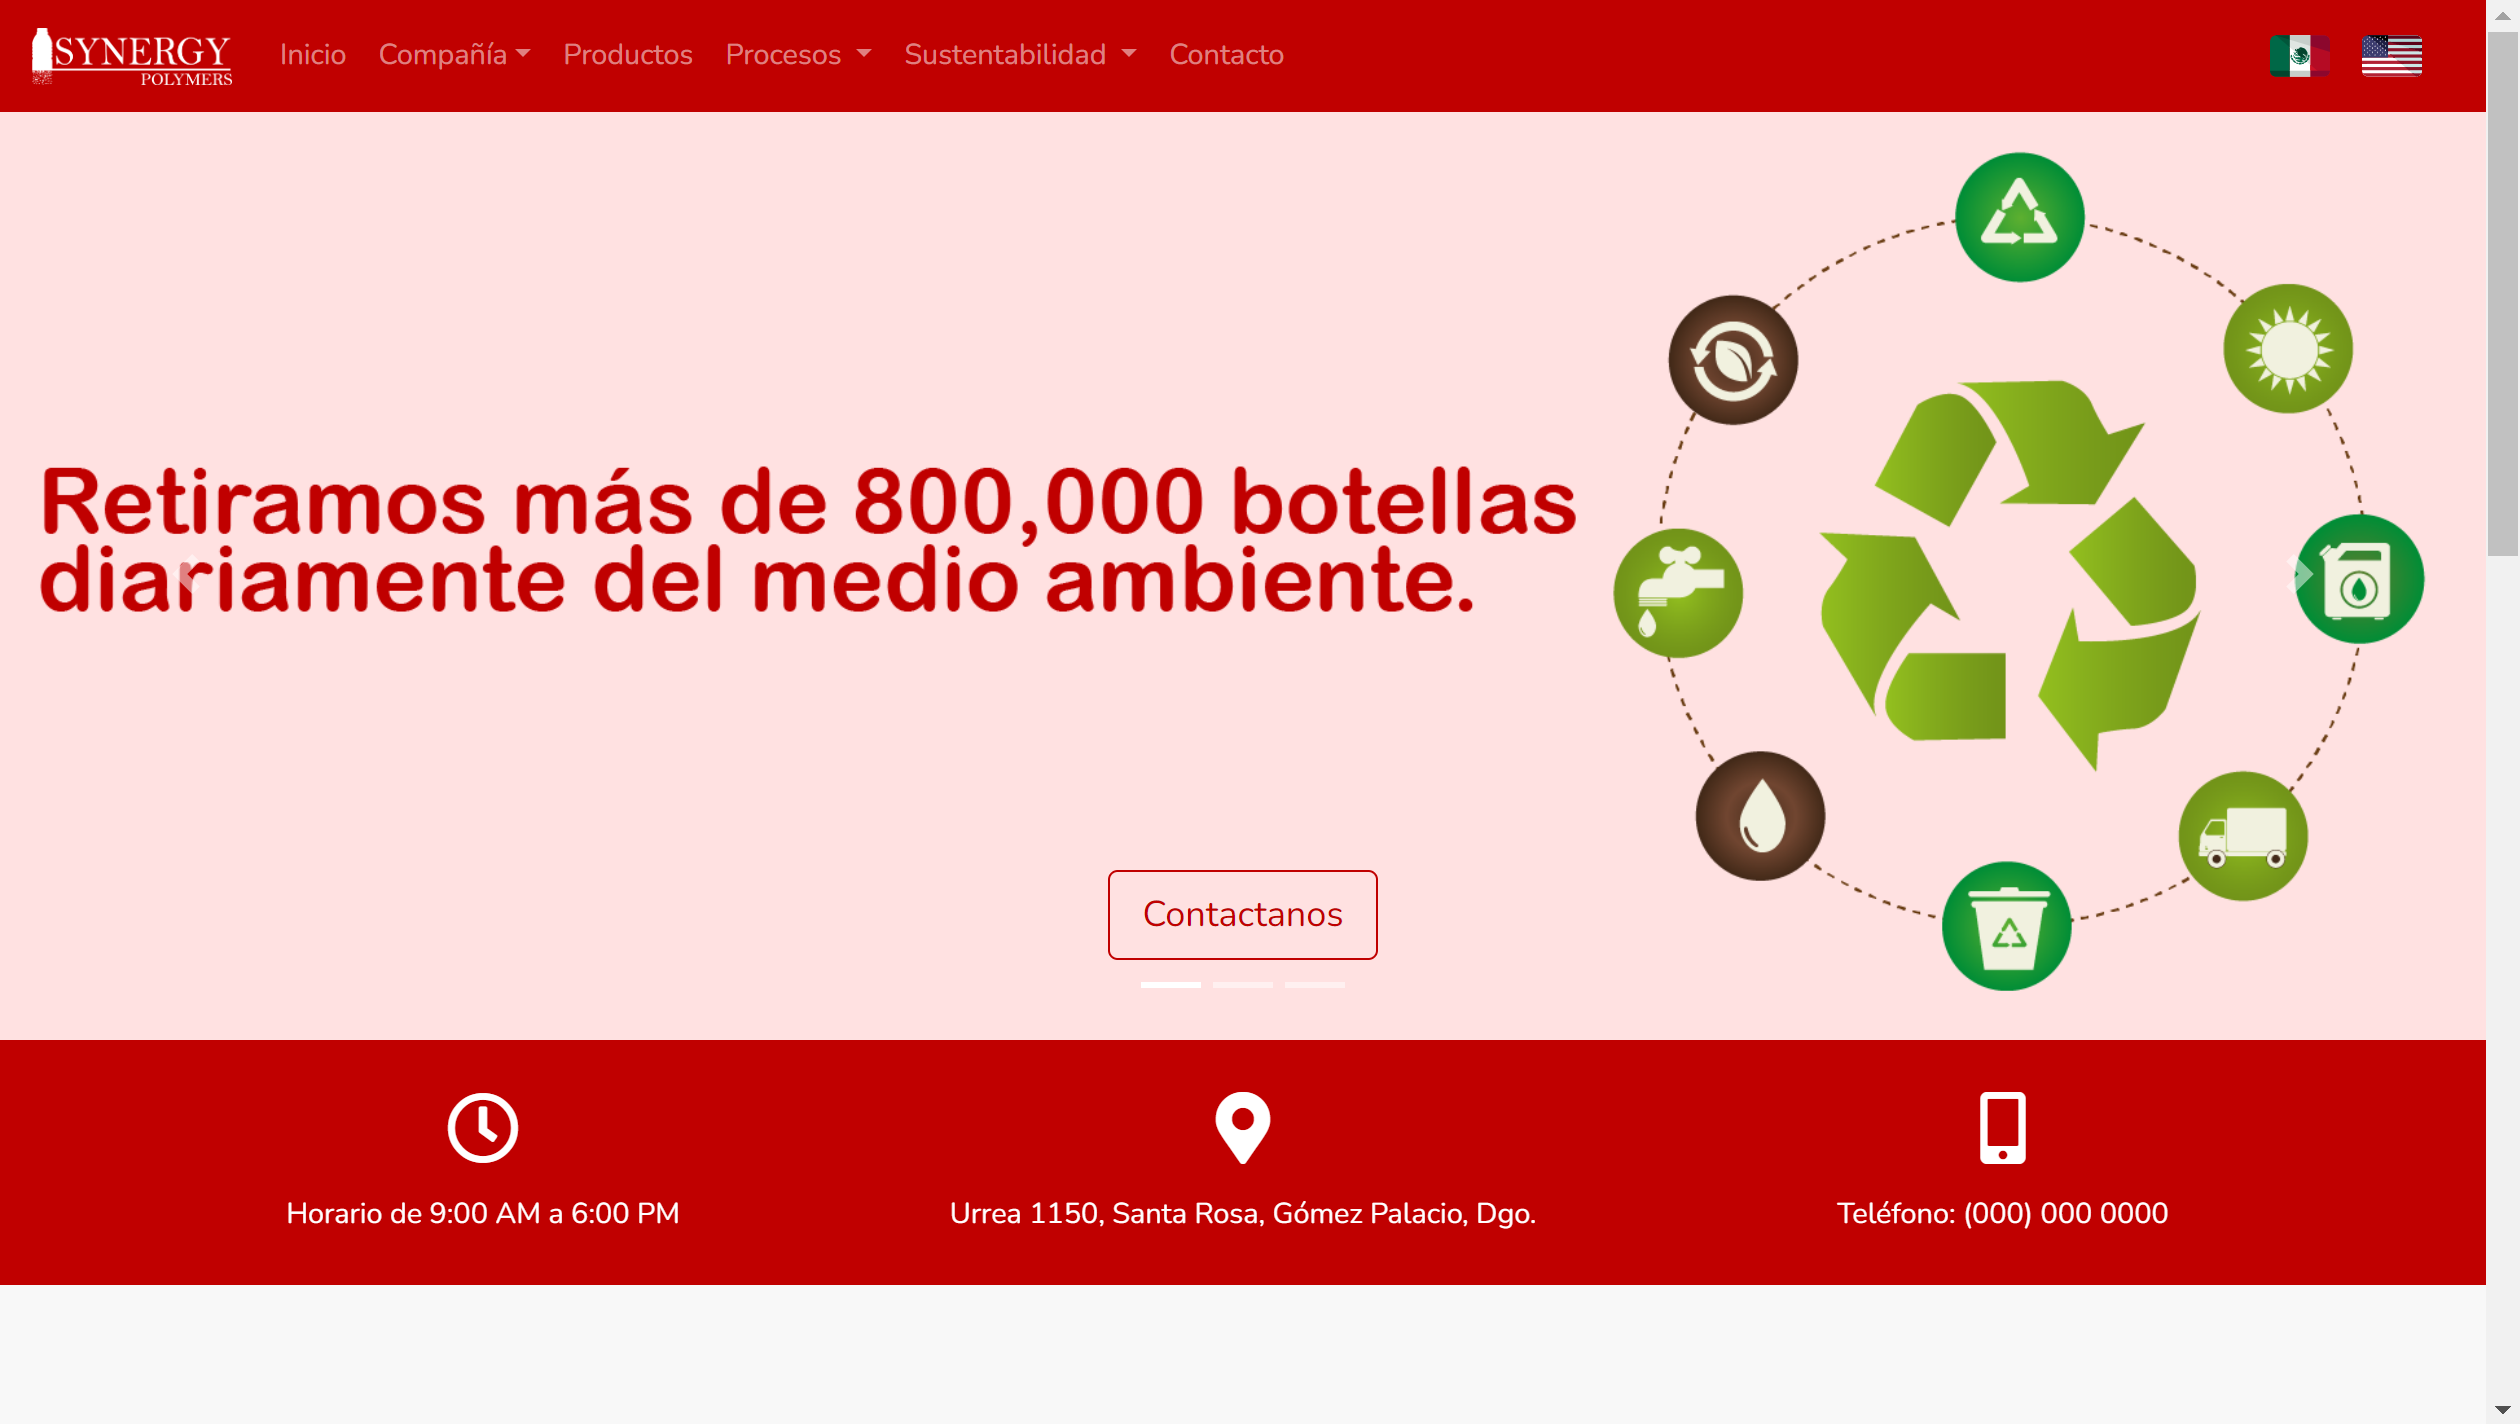 SYNERGY
POLYMERS
Inicio
Compañía
Productos
Procesos
Sustentabilidad
Contacto
Retiramos más de 800,000 botellas
diariamente del medio ambiente.
Contactanos
Horario de 9:00 AM a 6:00 PM
Urrea 1150, Santa Rosa, Gómez Palacio, Dgo.
Teléfono: (000) 000 0000